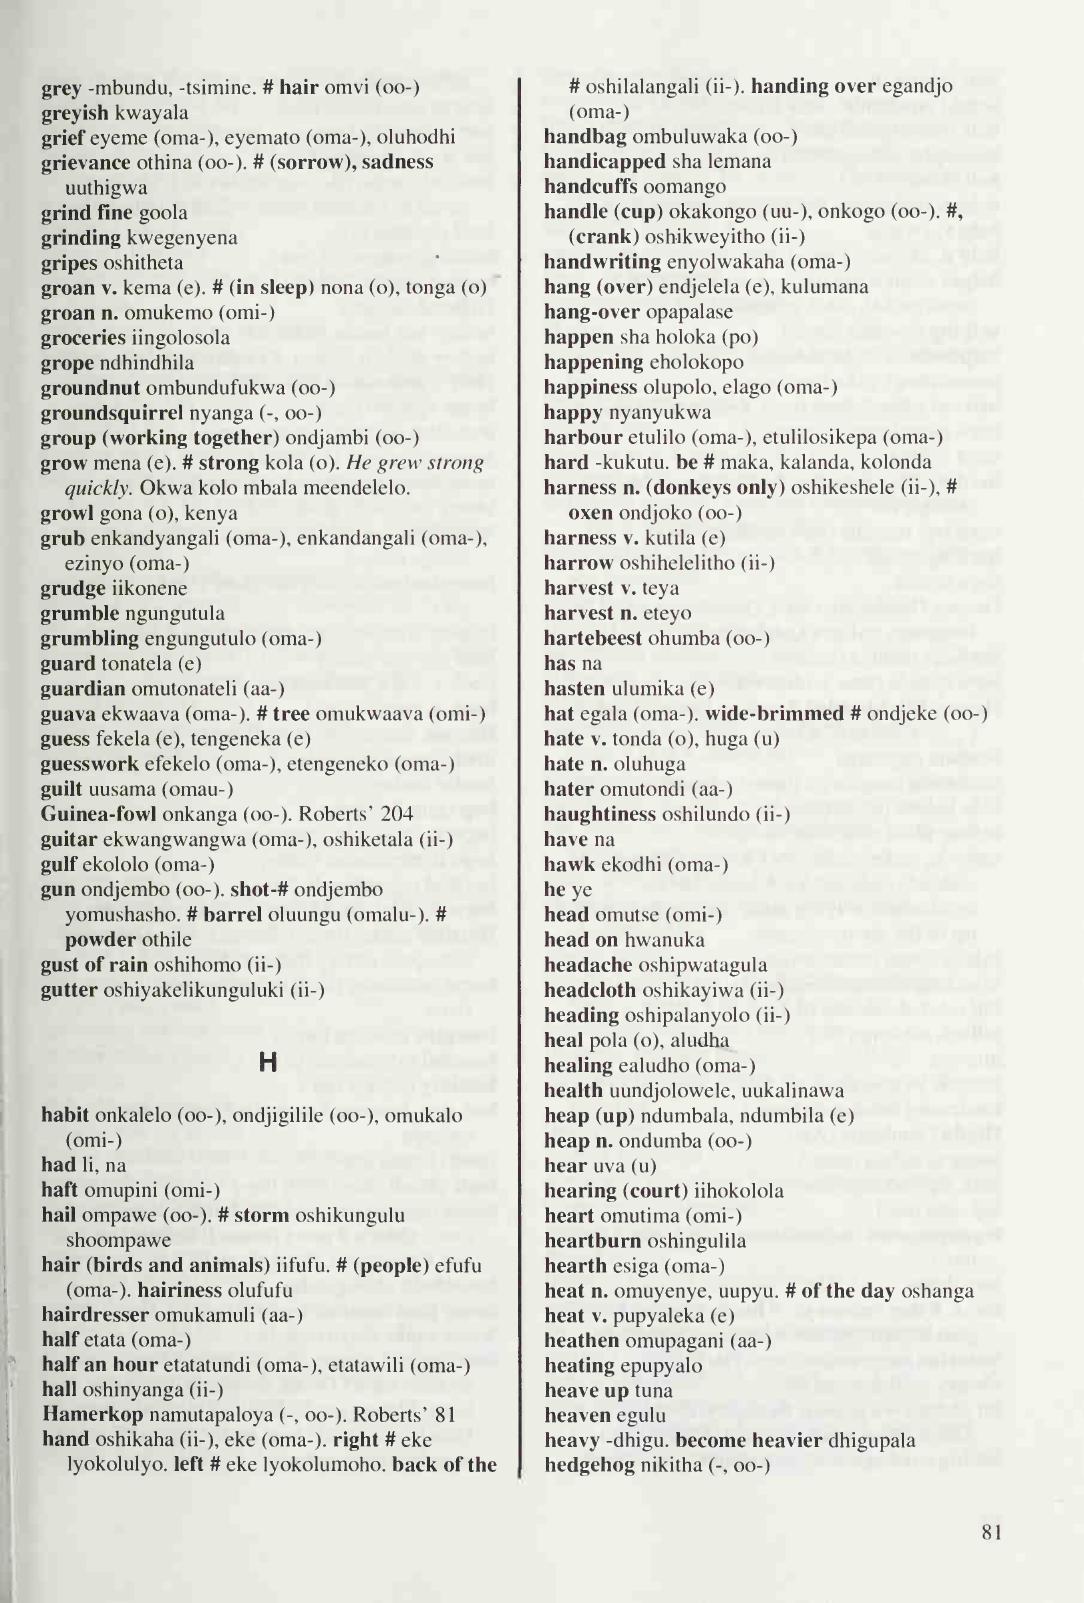 grey -mbundu, -tsimine. # hair omvi (oo-)
greyish kwayala
grief eyeme (oma-), eyemato (oma-), oluhodhi
grievance othina (oo-). # (sorrow), sadness
uuthigwa
grind fine goola
grinding kwegenyena
gripes oshitheta
groan v. kema (e). # (in sleep) nona (o), tonga (o)
groan n. omukemo (omi-)
groceries iingolosola
grope ndhindhila
groundnut ombundufukwa (oo-)
groundsquirrel nyanga (-, oo-)
group (working together) ondjambi (oo-)
grow mena (e). # strong kola (o). He grew strong
quickly. Okwa kolo mbala meendelelo.
growl gona (o), kenya
grub enkandyangali (oma-), enkandangali (oma-),
ezinyo (oma-)
grudge iikonene
grumble ngungutula
grumbling engungutulo (oma-)
guard tonatela (e)
guardian omutonateli (aa-)
guava ekwaava (oma-). # tree omukwaava (omi-)
guess fekela (e), tengeneka (e)
guesswork efekelo (oma-), etengeneko (oma-)
guilt uusama (omau-)
Guinea-fowl onkanga (oo-). Roberts' 204
guitar ekwangwangwa (oma-), oshiketala (ii-)
gulf ekololo (oma-)
gun ondjembo (oo-). shot-# ondjembo
yomushasho. # barrel oluungu (omalu-). #
powder othile
gust of rain oshihomo (ii-)
gutter oshiyakelikunguluki (ii-)
H
habit onkalelo (oo-), ondjigilile (oo-), omukalo
(omi-)
had li, na
haft omupini (omi-)
hail ompawe (oo-). # storm oshikungulu
shoompawe
hair (birds and animals) iifufu. # (people) efufu
(oma-). hairiness olufufu
hairdresser omukamuli (aa-)
half etata (oma-)
half an hour etatatundi (oma-), etatawili (oma-)
hall oshinyanga (ii-)
Hamerkop namutapaloya (-, oo-). Roberts' 81
hand oshikaha (ii-), eke (oma-). right # eke
lyokolulyo. left # eke lyokolumoho. back of the
# oshilalangali (ii-). handing over egandjo
(oma-)
handbag ombuluwaka (oo-)
handicapped sha lemana
handcuffs oomango
handle (cup) okakongo (uu-), onkogo (oo-). #,
(crank) oshikweyitho (ii-)
handwriting enyolwakaha (oma-)
hang (over) endjelela (e), kulumana
hang-over opapalase
happen sha holoka (po)
happening eholokopo
happiness olupolo, elago (oma-)
happy nyanyukwa
harbour etulilo (oma-), etulilosikepa (oma-)
hard -kukutu. be # maka, kalanda, kolonda
harness n. (donkeys only) oshikeshele (ii-), #
oxen ondjoko (oo-)
harness v. kutila (e)
harrow oshihelelitho (ii-)
harvest v. teya
harvest n. eteyo
hartebeest ohumba (oo-)
has na
hasten ulumika (e)
hat egala (oma-). wide-brimmed # ondjeke (oo-)
hate v. tonda (o), huga (u)
hate n. oluhuga
hater omutondi (aa-)
haughtiness oshilundo (ii-)
have na
hawk ekodhi (oma-)
he ye
head omutse (omi-)
head on hwanuka
headache oshipwatagula
headcloth oshikayiwa (ii-)
heading oshipalanyolo (ii-)
heal pola (o), aludha
healing ealudho (oma-)
health uundjolowele, uukalinawa
heap (up) ndumbala, ndumbila (e)
heap n. ondumba (oo-)
hear uva (u)
hearing (court) iihokolola
heart omutima (omi-)
heartburn oshingulila
hearth esiga (oma-)
heat n. omuyenye, uupyu. # of the day oshanga
heat v. pupyaleka (e)
heathen omupagani (aa-)
heating epupyalo
heave up tuna
heaven egulu
heavy -dhigu. become heavier dhigupala
hedgehog nikitha (-, oo-)
81